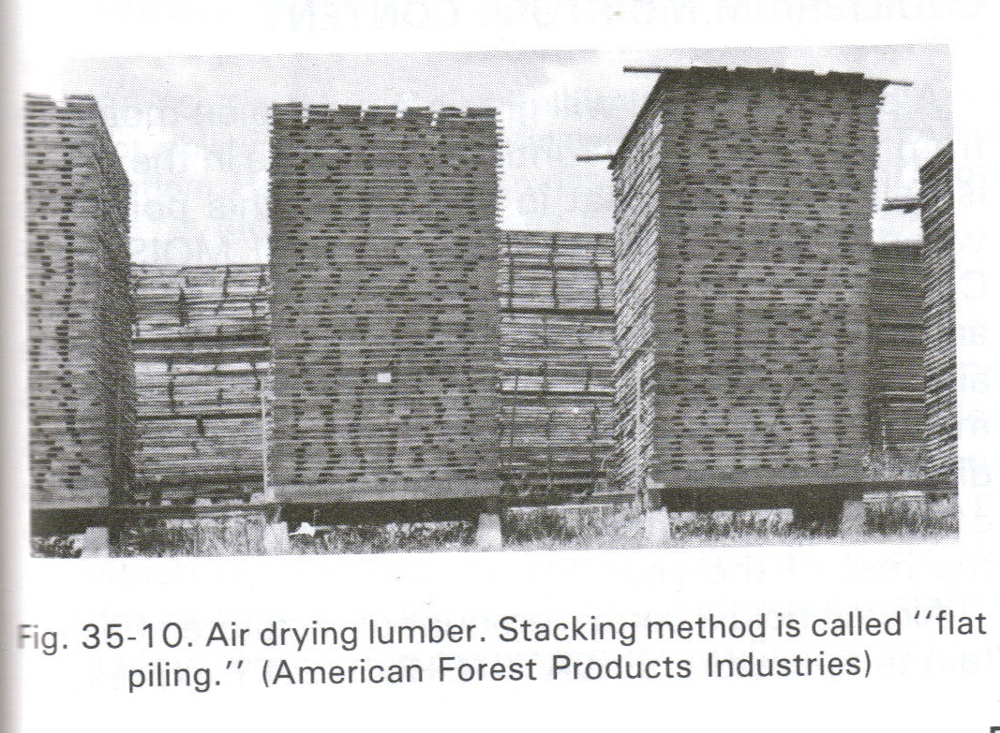 Fig. 35-10. Air drying lumber. Stacking method is called ‘‘flat
piling.’’ (American Forest Products Industries)